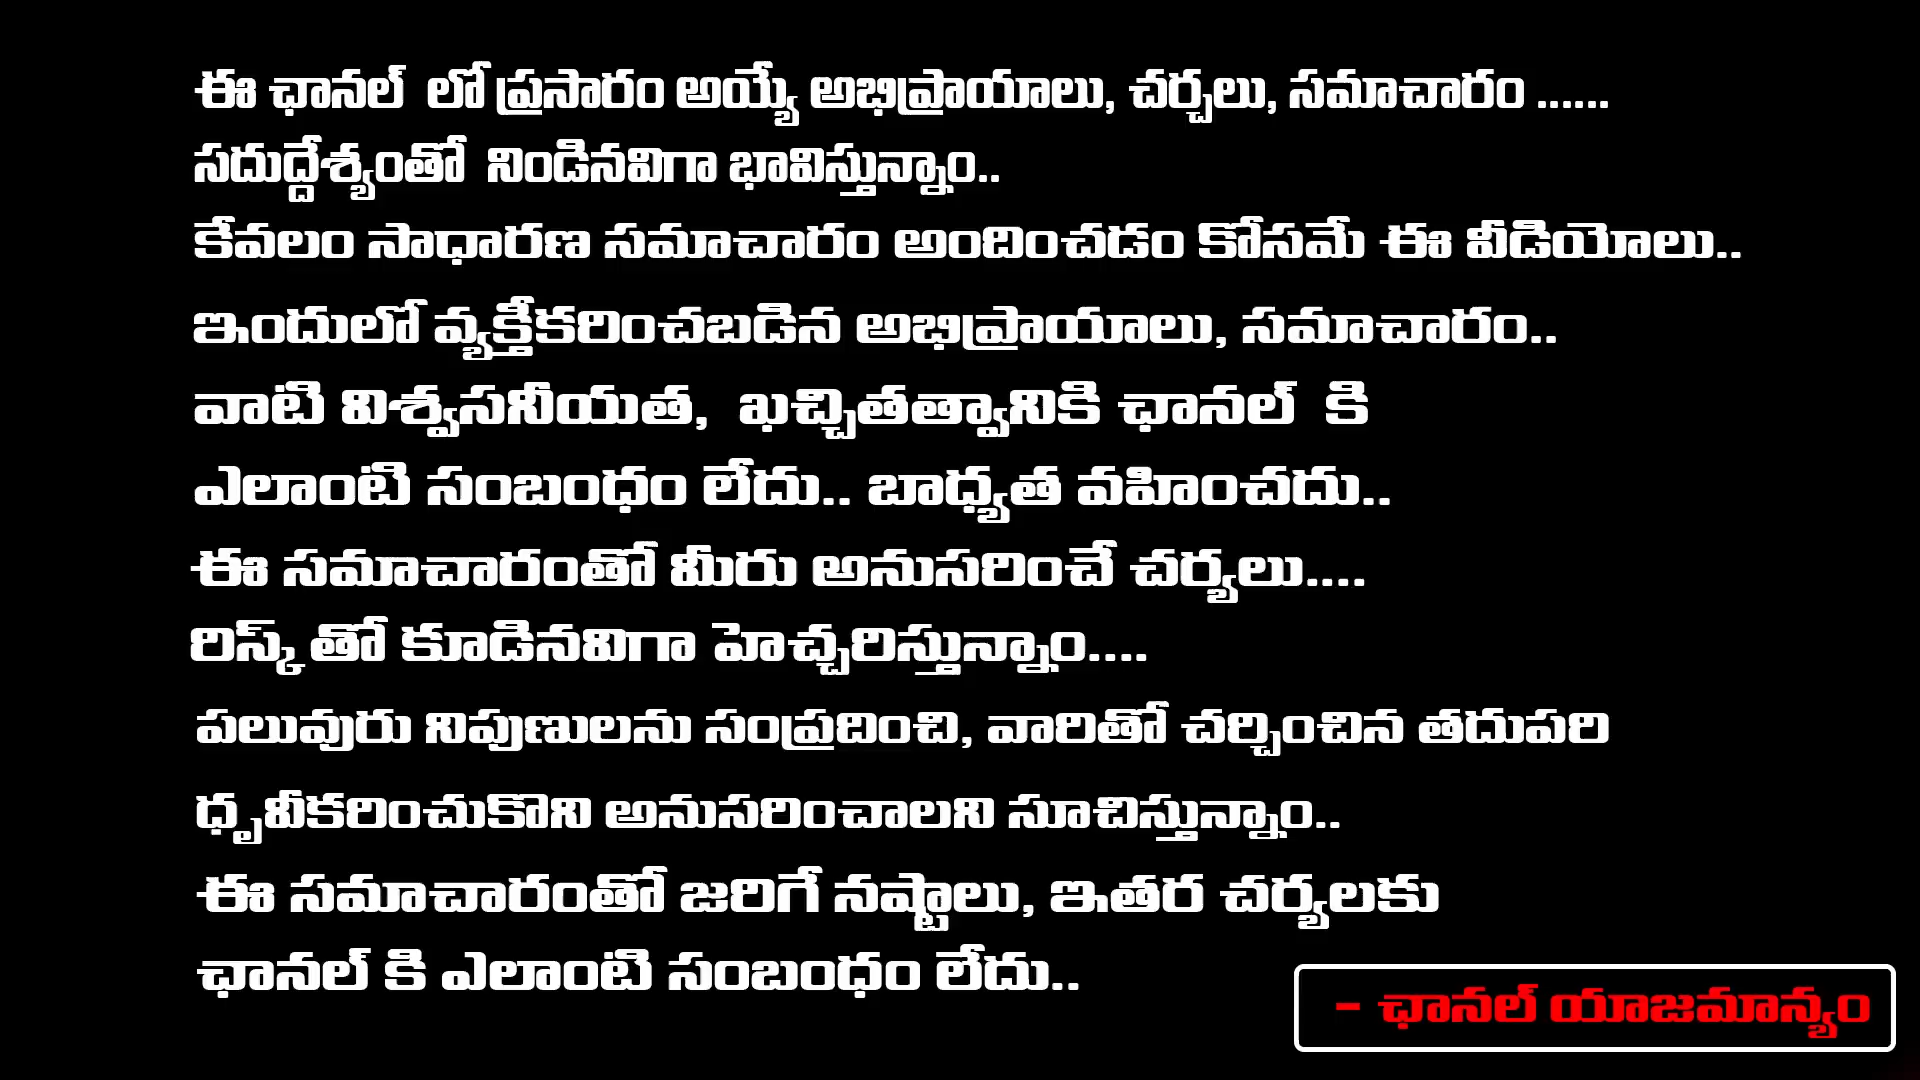 ఈ ఛానల్ లో ప్రసారం అయ్యే అభిప్రాయాలు, చర్చలు, సమాచారం ......
సదుద్దేశ్యంతో నిండినవిగా భావిస్తున్నాం..
కేవలం సాధారణ సమాచారం అందించడం కోసమే ఈ వీడియోలు..
ఇందులో వ్యక్తీకరించబడిన అభిప్రాయాలు, సమాచారం..
వాటి విశ్వసనీయత, ఖచ్చితత్వానికి ఛానల్ కి
ఎలాంటి సంబంధం లేదు.. బాధ్యత వహించదు..
ఈ సమాచారంతో మీరు అనుసరించే చర్యలు....
రిస్క్ తో కూడినవిగా హెచ్చరిస్తున్నాం....
పలువురు నిపుణులను సంప్రదించి, వారితో చర్చించిన తదుపరి
ధృవీకరించుకొని అనుసరించాలని సూచిస్తున్నాం..
ఈ సమాచారంతో జరిగే నష్టాలు, ఇతర చర్యలకు
ఛానల్ కి ఎలాంటి సంబంధం లేదు..
- ఛానల్ యాజమాన్యం